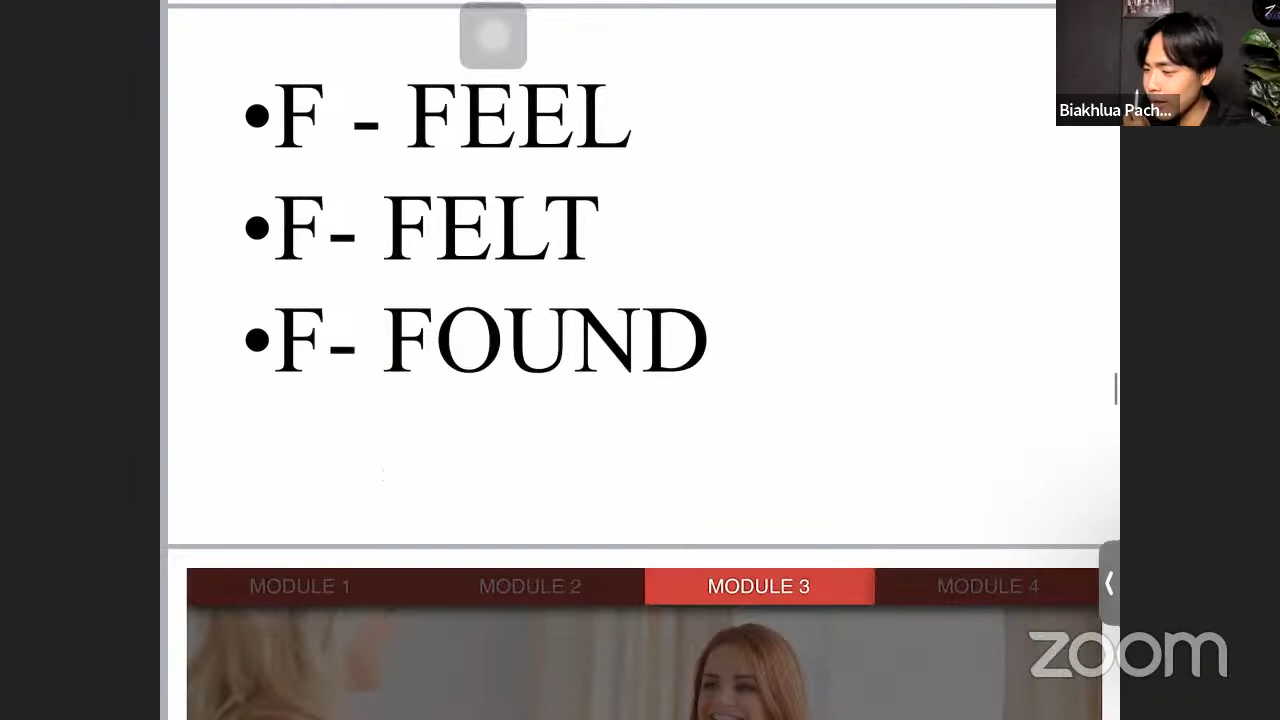 •F - FEEL
Biakhlua Pach...
•F- FELT
•F- FOUND
MODULE 1 MODULE 2 MODULE 3 MODULE 4
zoom